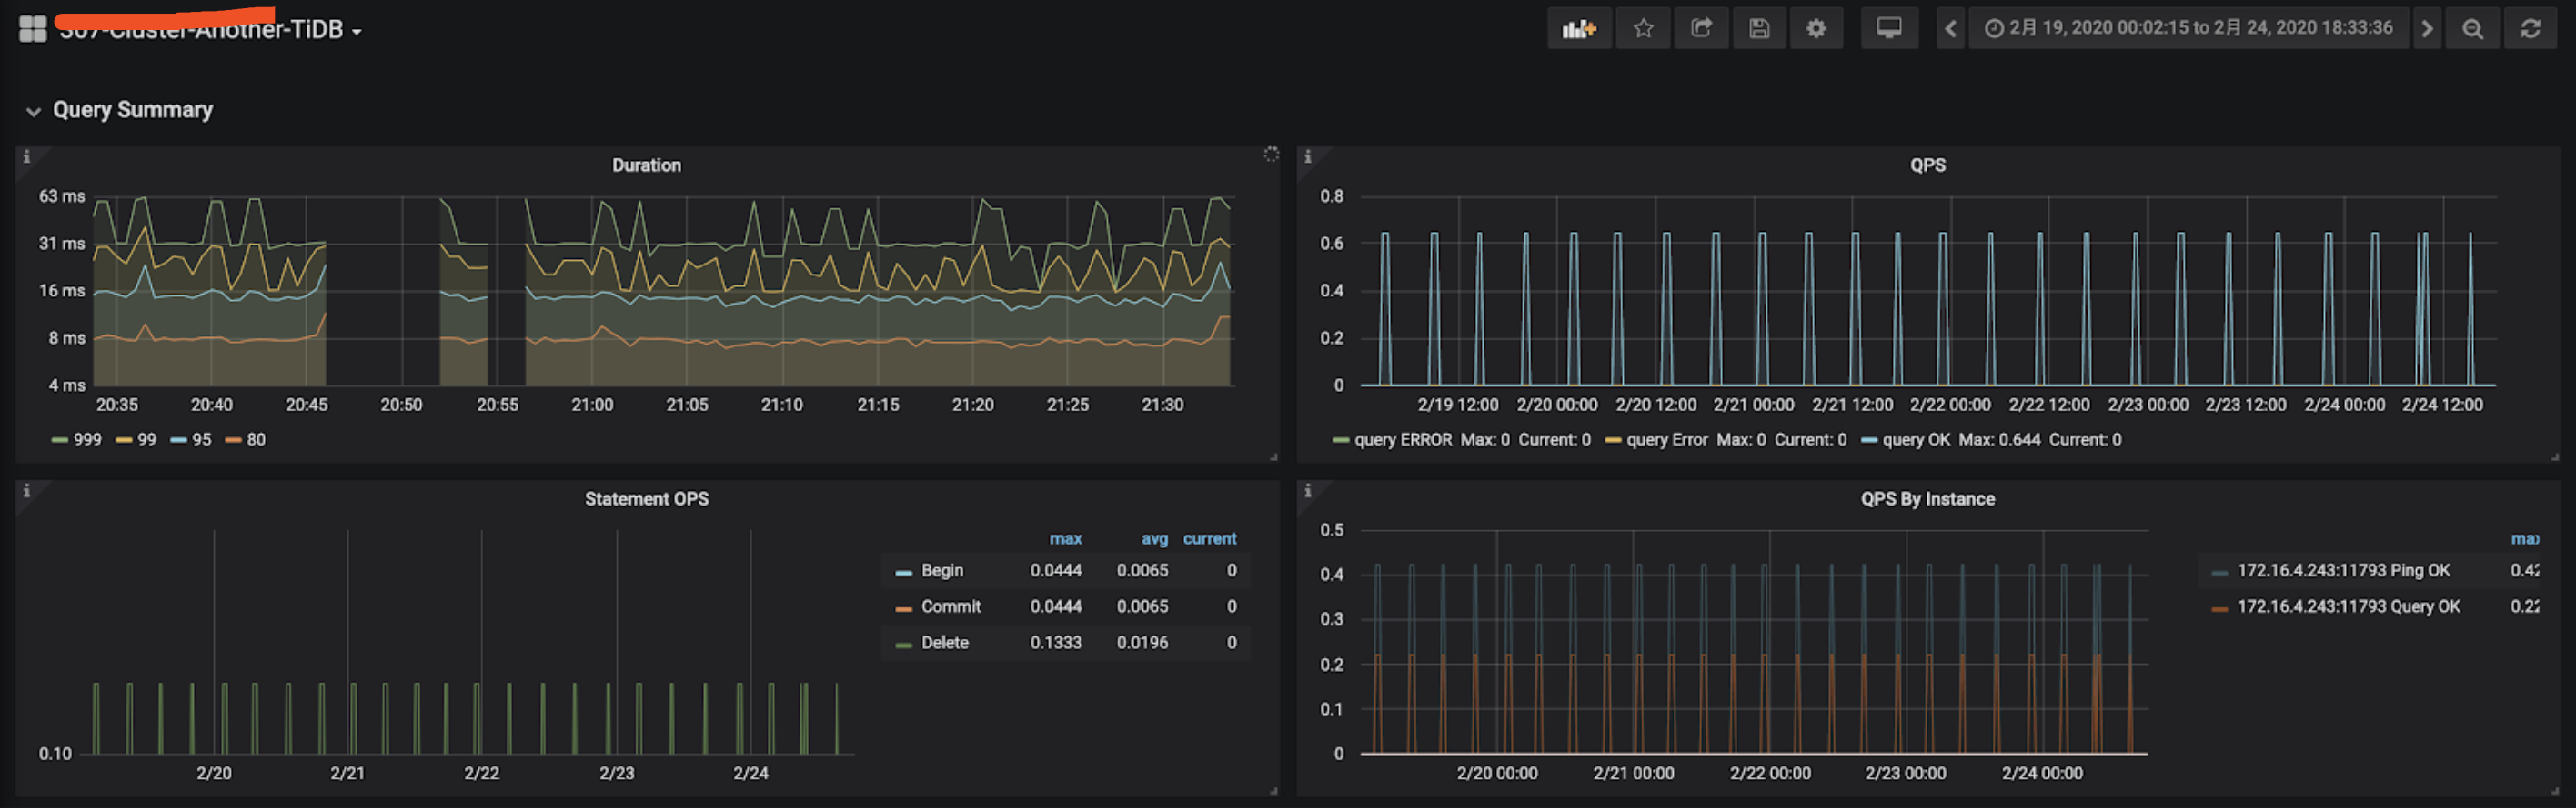 S07-Cluster-Another-TiDB
2月 19, 2020 00:02:15 to 2月 24, 2020 18:33:36
Query Summary
Duration
63 ms
31 ms
16 ms
8 ms
4 ms
20:35 20:40 20:45 20:50 20:55 21:00 21:05 21:10 21:15 21:20 21:25 21:30
999 99 95 80
QPS
0.8
0.6
0.4
0.2
0
2/19 12:00 2/20 00:00 2/20 12:00 2/21 00:00 2/21 12:00 2/22 00:00 2/22 12:00 2/23 00:00 2/23 12:00 2/24 00:00 2/24 12:00
query ERROR Max: 0 Current: 0 query Error Max: 0 Current: 0 query OK Max: 0.644 Current: 0
Statement OPS
0.10
2/20 2/21 2/22 2/23 2/24
max avg current
Begin 0.0444 0.0065 0
Commit 0.0444 0.0065 0
Delete 0.1333 0.0196 0
QPS By Instance
0.5
0.4
0.3
0.2
0.1
0
2/20 00:00 2/21 00:00 2/22 00:00 2/23 00:00 2/24 00:00
max
172.16.4.243:11793 Ping OK 0.42
172.16.4.243:11793 Query OK 0.22